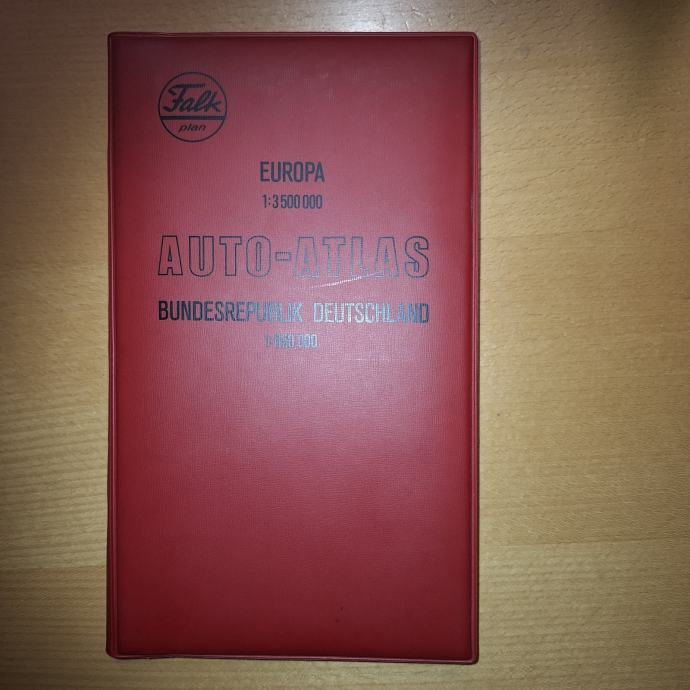 Falk
plan
EUROPA
1:3 500 000
AUTO-ATLAS
BUNDESREPUBLIK DEUTSCHLAND